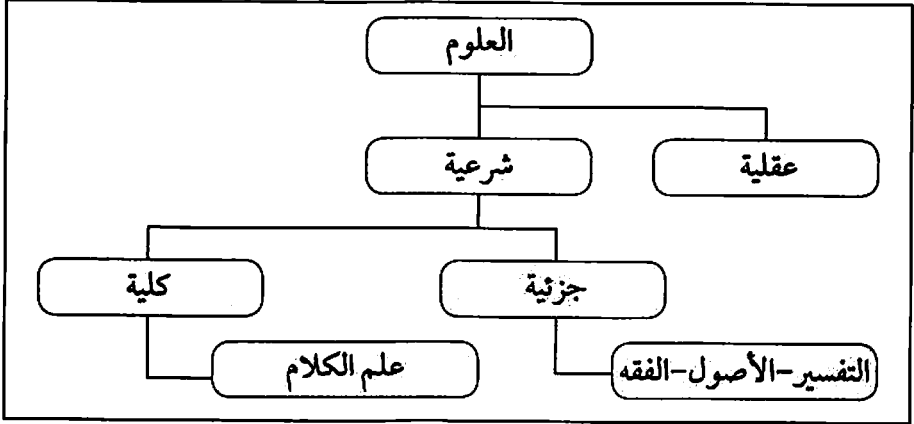 العلوم
عقلية
شرعية
جزئية
كلية
التفسير-الأصول-الفقه
علم الكلام